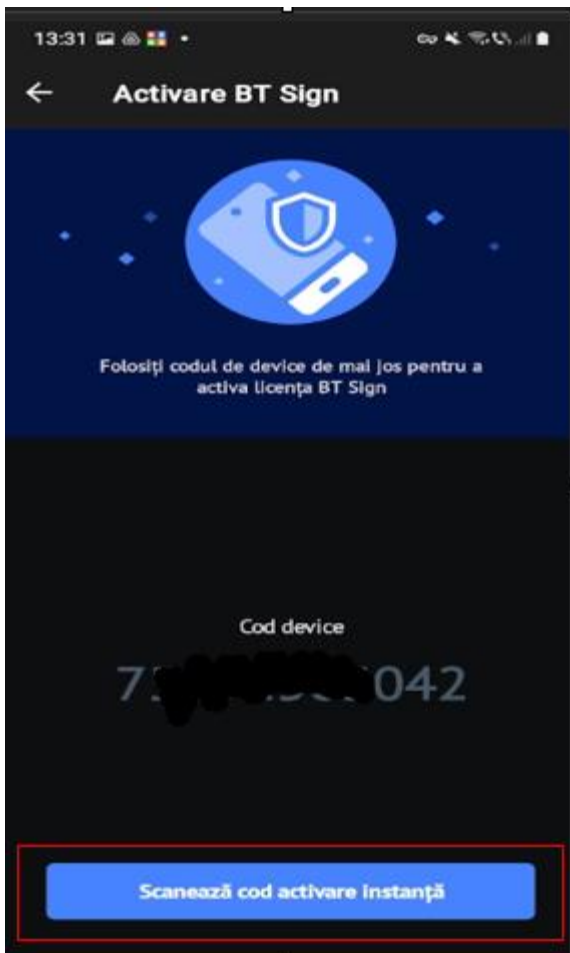 13:31
Activare BT Sign
Folosiți codul de device de mai jos pentru a
activa licența BT Sign
Cod device
042
Scanează cod activare instanță